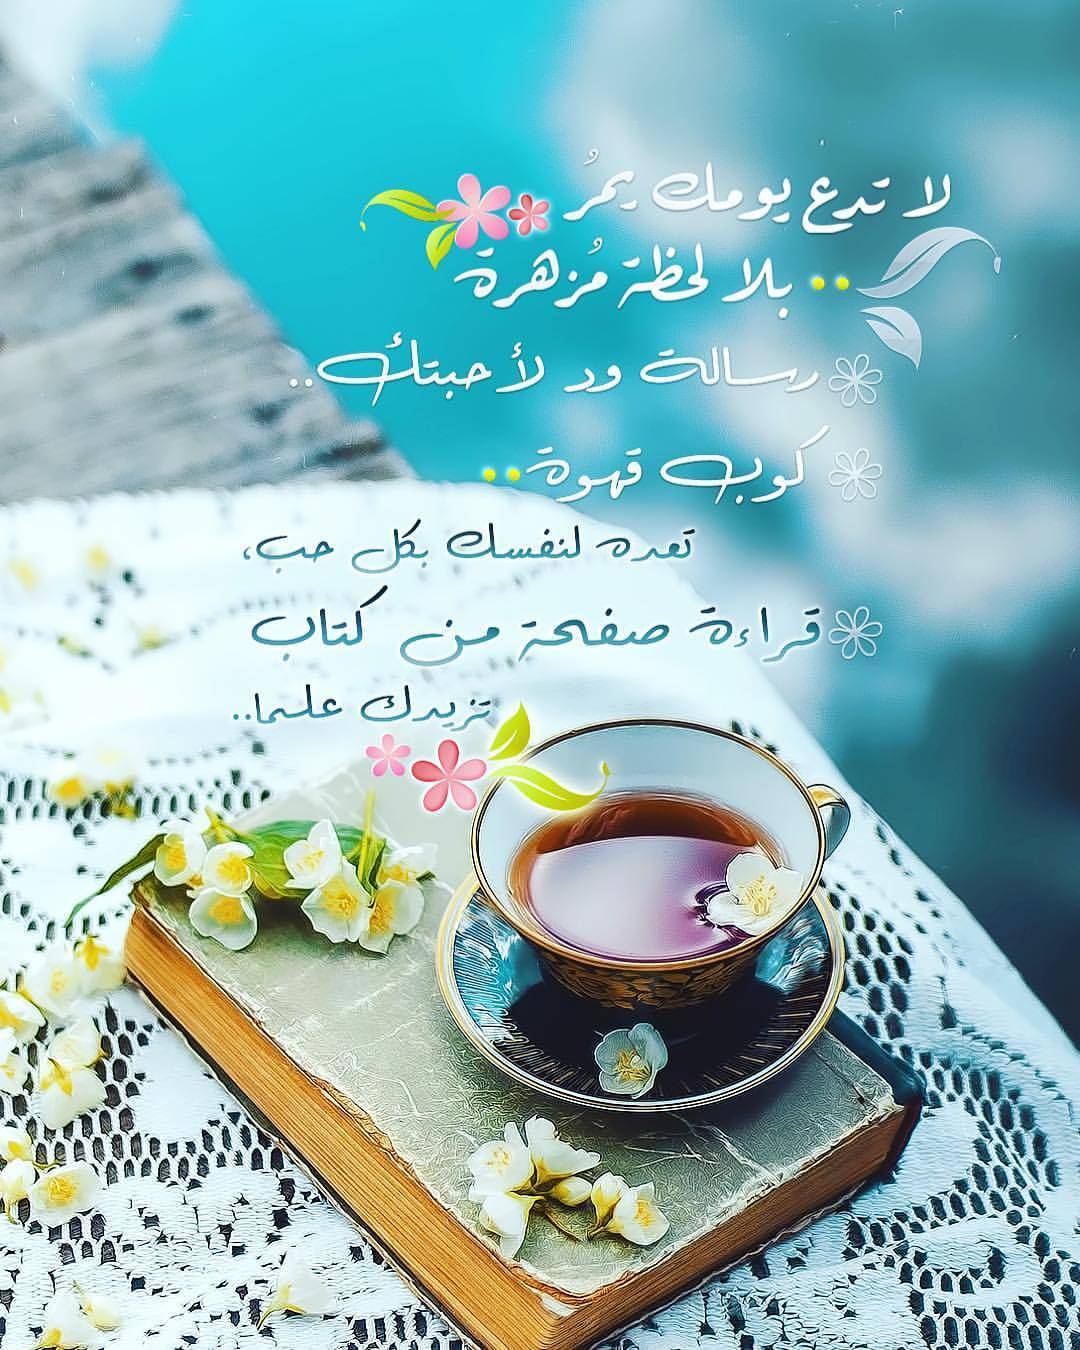 لا تدع يومك يمرُ
.. بلا لحظة مُزهرة
رسالة ود لأحبتك..
كوب قهوة..
تعده لنفسك بكل حب،
قراءة صفحة من كتاب
تزيدك علما..